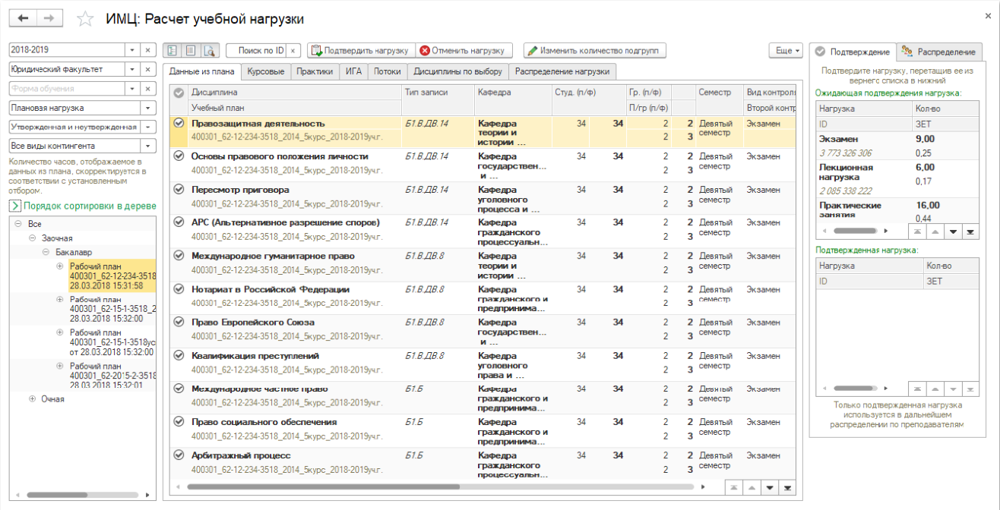 ИМЦ: Расчет учебной нагрузки
2018-2019
Юридический факультет
Форма обучения
Плановая нагрузка
Утвержденная и неутвержденная
Все виды контингента
Количество часов, отображаемое в
данных из плана, скорректируется в
соответствии с установленным
отбором.
Порядок сортировки в дереве
Все
Заочная
Бакалавр
Рабочий план
400301_62-12-234-3518
28.03.2018 15:31:58
Рабочий план
400301_62-15-1-3518_2
28.03.2018 15:32:00
Рабочий план
400301_62-15-1-3518ус
от 28.03.2018 15:32:00
Рабочий план
400301_62-2015-2-3518
28.03.2018 15:32:01
Очная
Поиск по ID
Подтвердить нагрузку
Отменить нагрузку
Изменить количество подгрупп
Еще
Данные из плана Курсовые Практики ИГА Потоки Дисциплины по выбору Распределение нагрузки
Дисциплина Тип записи Кафедра Студ. (п/ф) Гр. (п/ф) Семестр Вид контрол
Учебный план П/гр (п/ф) Второй контр
Правозащитная деятельность Б1.В.ДВ.14 Кафедра 34 34 2 2 Девятый Экзамен
теории и семестр
400301_62-12-234-3518_2014_5курс_2018-2019уч.г. 2 3
истории ...
Основы правового положения личности Б1.В.ДВ.14 Кафедра 34 34 2 2 Девятый Экзамен
государствен... семестр
400301_62-12-234-3518_2014_5курс_2018-2019уч.г. 2 3
и ...
Пересмотр приговора Б1.В.ДВ.14 Кафедра 34 34 2 2 Девятый Экзамен
уголовного семестр
400301_62-12-234-3518_2014_5курс_2018-2019уч.г. 2 3
процесса и ...
АРС (Альтернативное разрешение споров) Б1.В.ДВ.14 Кафедра 34 34 2 2 Девятый Экзамен
гражданского семестр
400301_62-12-234-3518_2014_5курс_2018-2019уч.г. 2 3
процессуальн...
Международное гуманитарное право Б1.В.ДВ.8 Кафедра 34 34 2 2 Девятый Экзамен
теории и семестр
400301_62-12-234-3518_2014_5курс_2018-2019уч.г. 2 3
истории ...
Нотариат в Российской Федерации Б1.В.ДВ.8 Кафедра 34 34 2 2 Девятый Экзамен
гражданского и семестр
400301_62-12-234-3518_2014_5курс_2018-2019уч.г. 2 3
предпринима...
Право Европейского Союза Б1.В.ДВ.8 Кафедра 34 34 2 2 Девятый Экзамен
государствен... семестр
400301_62-12-234-3518_2014_5курс_2018-2019уч.г. 2 3
и ...
Квалификация преступлений Б1.В.ДВ.8 Кафедра 34 34 2 2 Девятый Экзамен
уголовного семестр
400301_62-12-234-3518_2014_5курс_2018-2019уч.г. 2 3
права и ...
Международное частное право Б1.Б Кафедра 34 34 2 2 Девятый Экзамен
гражданского и семестр
400301_62-12-234-3518_2014_5курс_2018-2019уч.г. 2 3
предпринима...
Право социального обеспечения Б1.Б Кафедра 34 34 2 2 Девятый Экзамен
гражданского и семестр
400301_62-12-234-3518_2014_5курс_2018-2019уч.г. 2 3
предпринима...
Арбитражный процесс Б1.Б Кафедра 34 34 2 2 Девятый Экзамен
гражданского семестр
400301_62-12-234-3518_2014_5курс_2018-2019уч.г. 2 3
процессуальн...
Подтверждение Распределение
Подтвердите нагрузку, перетащив ее из
верхнего списка в нижний
Ожидающая подтверждения нагрузка:
Нагрузка Кол-во
ID ЗЕТ
Экзамен 9,00
3 773 326 306 0,25
Лекционная 6,00
нагрузка 0,17
2 085 338 222
Практические 16,00
занятия 0,44
Подтвержденная нагрузка:
Нагрузка Кол-во
ID ЗЕТ
Только подтвержденная нагрузка
используется в дальнейшем
распределении по преподавателям